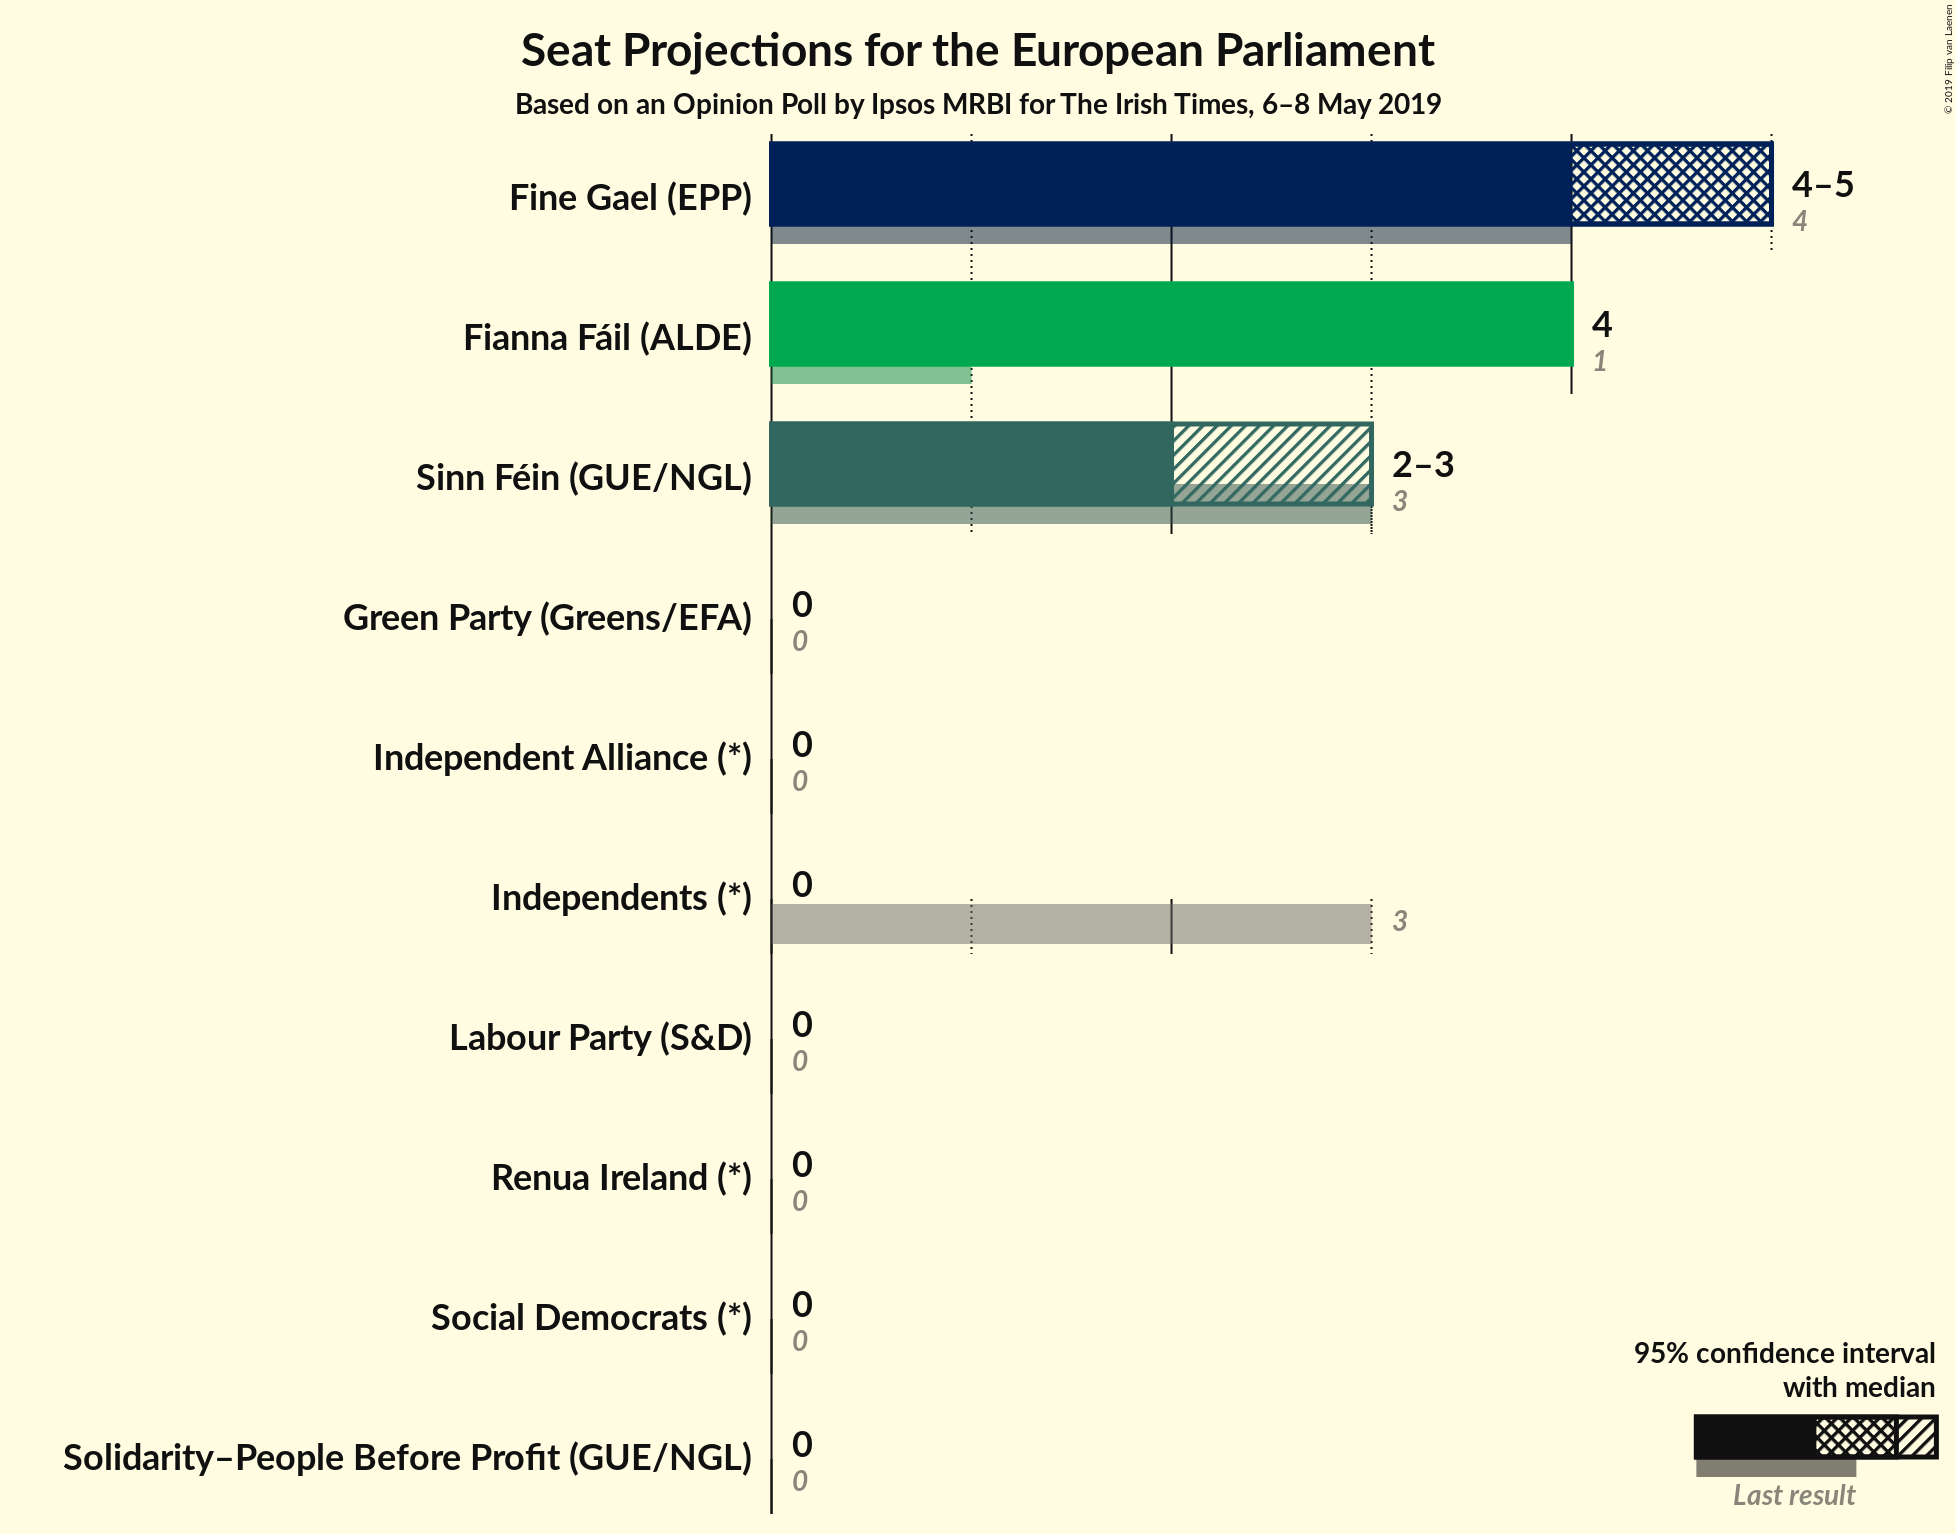 Seat Projections for the European Parliament
Based on an Opinion Poll by Ipsos MRBI for The Irish Times, 6–8 May 2019
© 2019 Filip van Laenen
Fine Gael (EPP)
4–5
4
Fianna Fáil (ALDE)
4
1
Sinn Féin (GUE/NGL)
2–3
3
Green Party (Greens/EFA)
0
0
Independent Alliance (*)
0
0
Independents (*)
0
3
Labour Party (S&D)
0
0
Renua Ireland (*)
0
0
Social Democrats (*)
0
0
Solidarity–People Before Profit (GUE/NGL)
0
0
95% confidence interval
with median
Last result